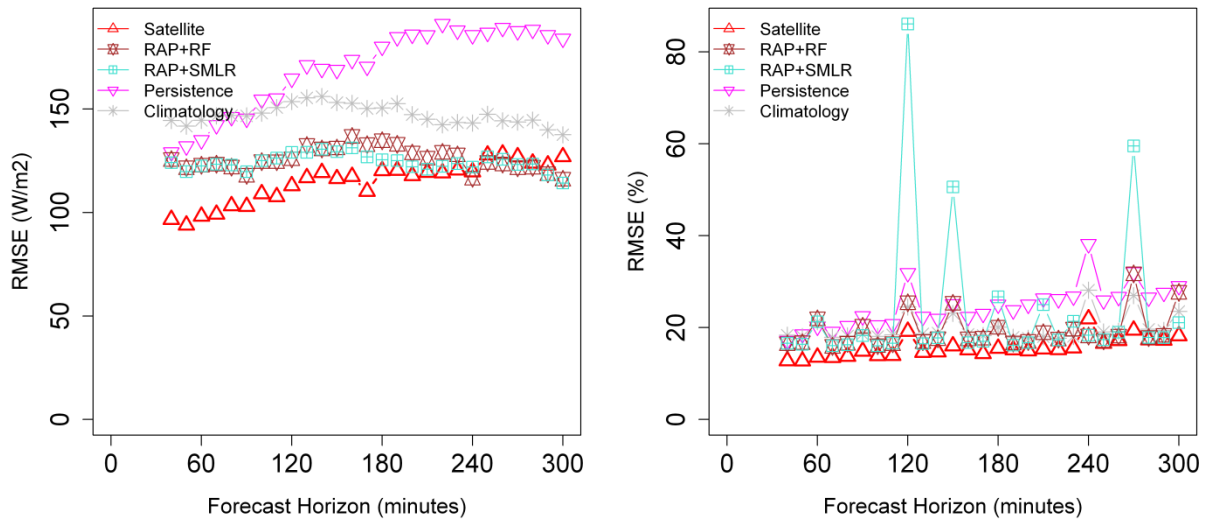 Satellite
RAP+RF
RAP+SMLR
Persistence
Climatology
RMSE (W/m2)
0
50
100
150
0
60
120
180
240
300
Forecast Horizon (minutes)
Satellite
RAP+RF
RAP+SMLR
Persistence
Climatology
RMSE (%)
0
20
40
60
80
0
60
120
180
240
300
Forecast Horizon (minutes)